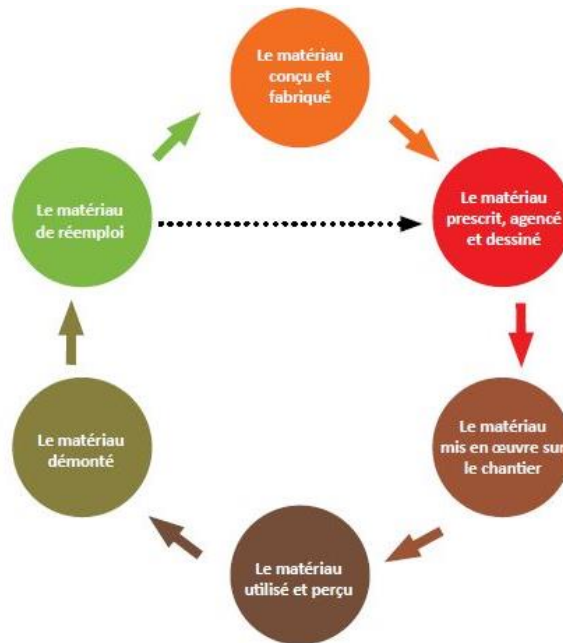 Le matériau
conçu et
fabriqué
Le matériau
prescrit, agencé
et dessiné
Le matériau
mis en œuvre sur
le chantier
Le matériau
utilisé et perçu
Le matériau
démonté
Le matériau
de réemploi